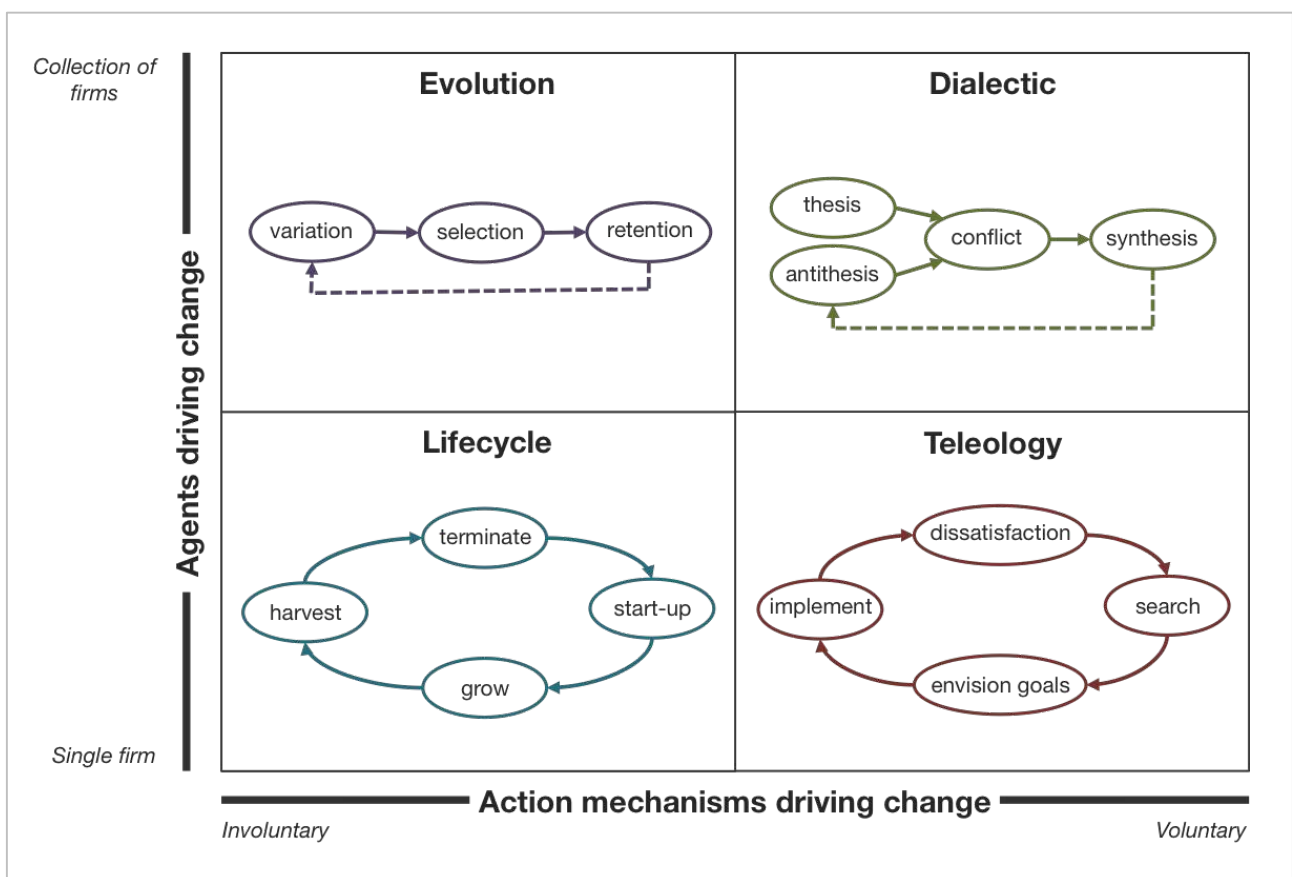 Collection of
firms
Agents driving change
Single firm
Evolution
variation
selection
retention
Dialectic
thesis
antithesis
conflict
synthesis
Lifecycle
terminate
harvest
start-up
grow
Teleology
dissatisfaction
implement
search
envision goals
Action mechanisms driving change
Involuntary
Voluntary